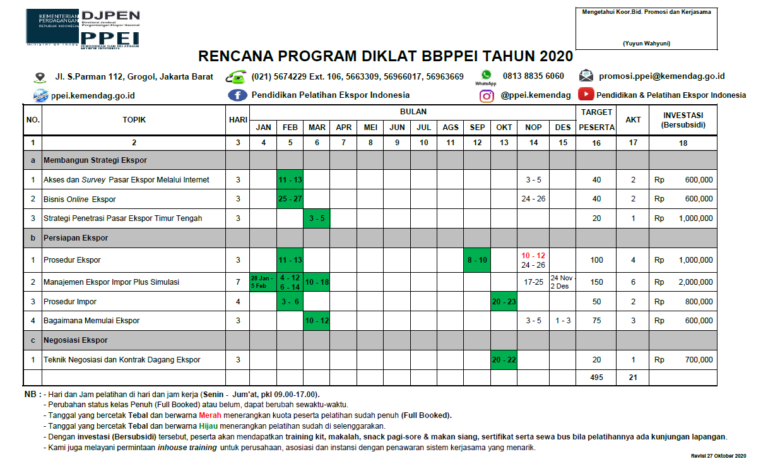 KEMENTERIAN
PERDAGANGAN
REPUBLIK INDONESIA
DJPEN
PPEI
Mengetahui Koor.Bid. Promosi dan Kerjasama
(Yuyun Wahyuni)
RENCANA PROGRAM DIKLAT BBPPEI TAHUN 2020
Jl. S.Parman 112, Grogol, Jakarta Barat (021) 5674229 Ext. 106, 5663309, 56966017, 56963669 WhatsApp 0813 8835 6060 promosi.ppei@kemendag.go.id
ppei.kemendag.go.id Pendidikan Pelatihan Ekspor Indonesia @ppei.kemendag Pendidikan & Pelatihan Ekspor Indonesia
NO. TOPIK HARI BULAN TARGET PESERTA AKT INVESTASI (Bersubsidi)
JAN FEB MAR APR MEI JUN JUL AGS SEP OKT NOP DES
1 2 3 4 5 6 7 8 9 10 11 12 13 14 15 16 17 18
a Membangun Strategi Ekspor
1 Akses dan Survey Pasar Ekspor Melalui Internet 3 11 - 13 3 - 5 40 2 Rp 600,000
2 Bisnis Online Ekspor 3 25 - 27 24 - 26 40 2 Rp 600,000
3 Strategi Penetrasi Pasar Ekspor Timur Tengah 3 3 - 5 20 1 Rp 1,000,000
b Persiapan Ekspor
1 Prosedur Ekspor 3 11 - 13 8 - 10 10 - 12 24 - 26 100 4 Rp 1,000,000
2 Manajemen Ekspor Impor Plus Simulasi 7 28 Jan - 5 Feb 4 - 12 6 - 14 10 - 18 17-25 24 Nov - 2 Des 150 6 Rp 2,000,000
3 Prosedur Impor 4 3 - 6 20 - 23 50 2 Rp 800,000
4 Bagaimana Memulai Ekspor 3 10 - 12 3 - 5 1 - 3 75 3 Rp 600,000
c Negosiasi Ekspor
1 Teknik Negosiasi dan Kontrak Dagang Ekspor 3 20 - 22 20 1 Rp 700,000
495 21
NB : - Hari dan Jam pelatihan di hari dan jam kerja (Senin - Jum'at, pkl 09.00-17.00).
- Perubahan status kelas Penuh (Full Booked) atau belum, dapat berubah sewaktu-waktu.
- Tanggal yang bercetak Tebal dan berwarna Merah menerangkan kuota peserta pelatihan sudah penuh (Full Booked).
- Tanggal yang bercetak Tebal dan berwarna Hijau menerangkan pelatihan sudah di selenggarakan.
- Dengan investasi (Bersubsidi) tersebut, peserta akan mendapatkan training kit, makalah, snack pagi-sore & makan siang, sertifikat serta sewa bus bila pelatihannya ada kunjungan lapangan.
- Kami juga melayani permintaan inhouse training untuk perusahaan, asosiasi dan instansi dengan penawaran sistem kerjasama yang menarik.
Revisi 27 Oktober 2020